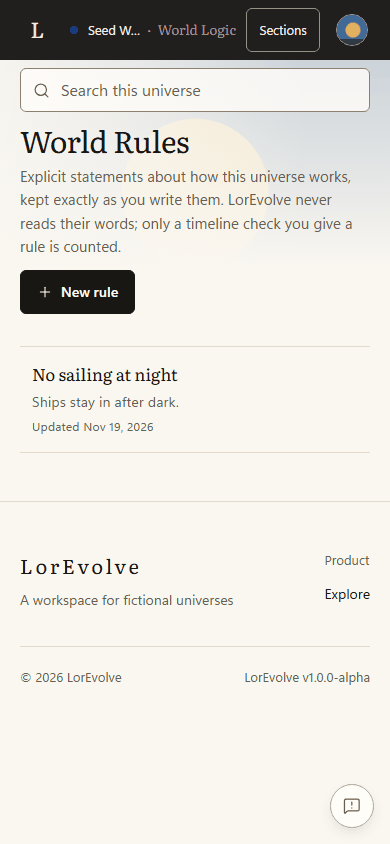 L
Seed W... · World Logic
Sections
Search this universe
World Rules
Explicit statements about how this universe works,
kept exactly as you write them. LorEvolve never
reads their words; only a timeline check you give a
rule is counted.
New rule
No sailing at night
Ships stay in after dark.
Updated Nov 19, 2026
LorEvolve
A workspace for fictional universes
Product
Explore
© 2026 LorEvolve
LorEvolve v1.0.0-alpha